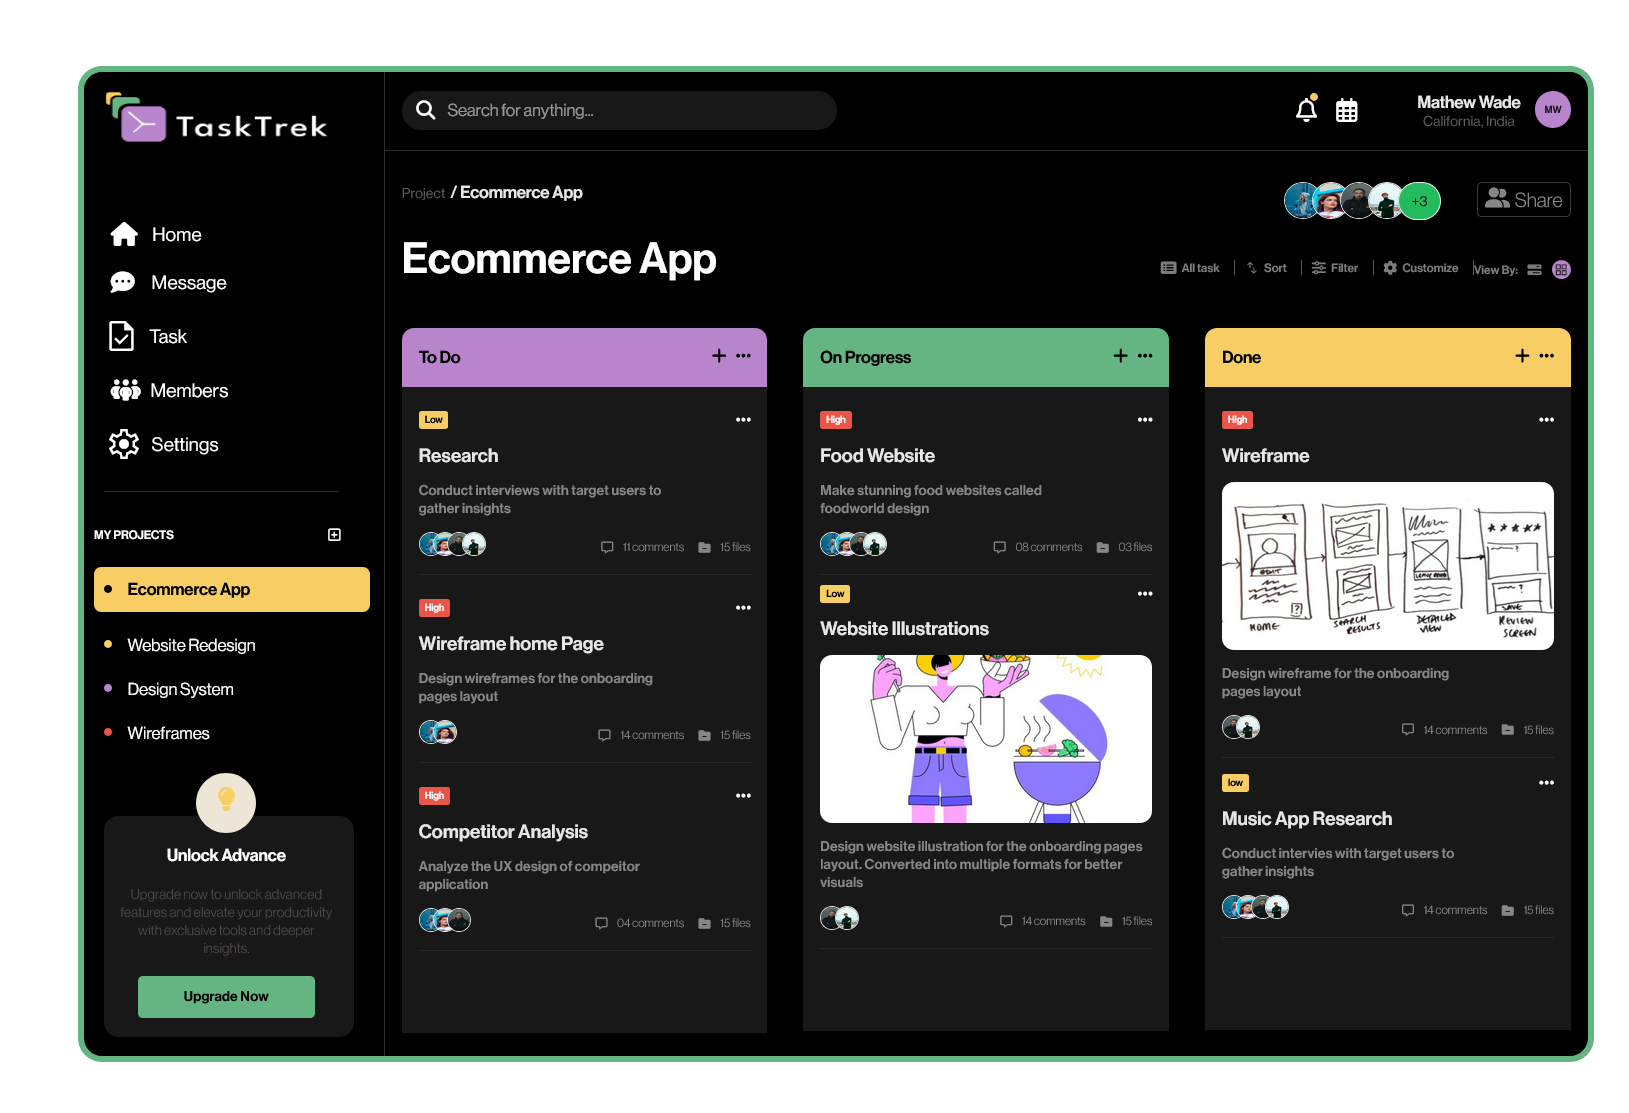 TaskTrek
Search for anything...
Mathew Wade
California, India
MW
Home
Message
Task
Members
Settings
MY PROJECTS
Ecommerce App
Website Redesign
Design System
Wireframes
Unlock Advance
Upgrade now to unlock advanced
features and elevate your productivity
with exclusive tools and deeper
insights.
Upgrade Now
Project / Ecommerce App
+3
Share
Ecommerce App
All task
Sort
Filter
Customize
View By:
To Do
Low
Research
Conduct interviews with target users to
gather insights
11 comments
15 files
High
Wireframe home Page
Design wireframes for the onboarding
pages layout
14 comments
15 files
High
Competitor Analysis
Analyze the UX design of compeitor
application
04 comments
15 files
On Progress
High
Food Website
Make stunning food websites called
foodworld design
08 comments
03 files
Low
Website Illustrations
Design website illustration for the onboarding pages
layout. Converted into multiple formats for better
visuals
14 comments
15 files
Done
High
Wireframe
HOME
SEARCH
RESULTS
DETAILED
VIEW
SAVE
REVIEW
SCREEN
Design wireframe for the onboarding
pages layout
14 comments
15 files
low
Music App Research
Conduct intervies with target users to
gather insights
14 comments
15 files